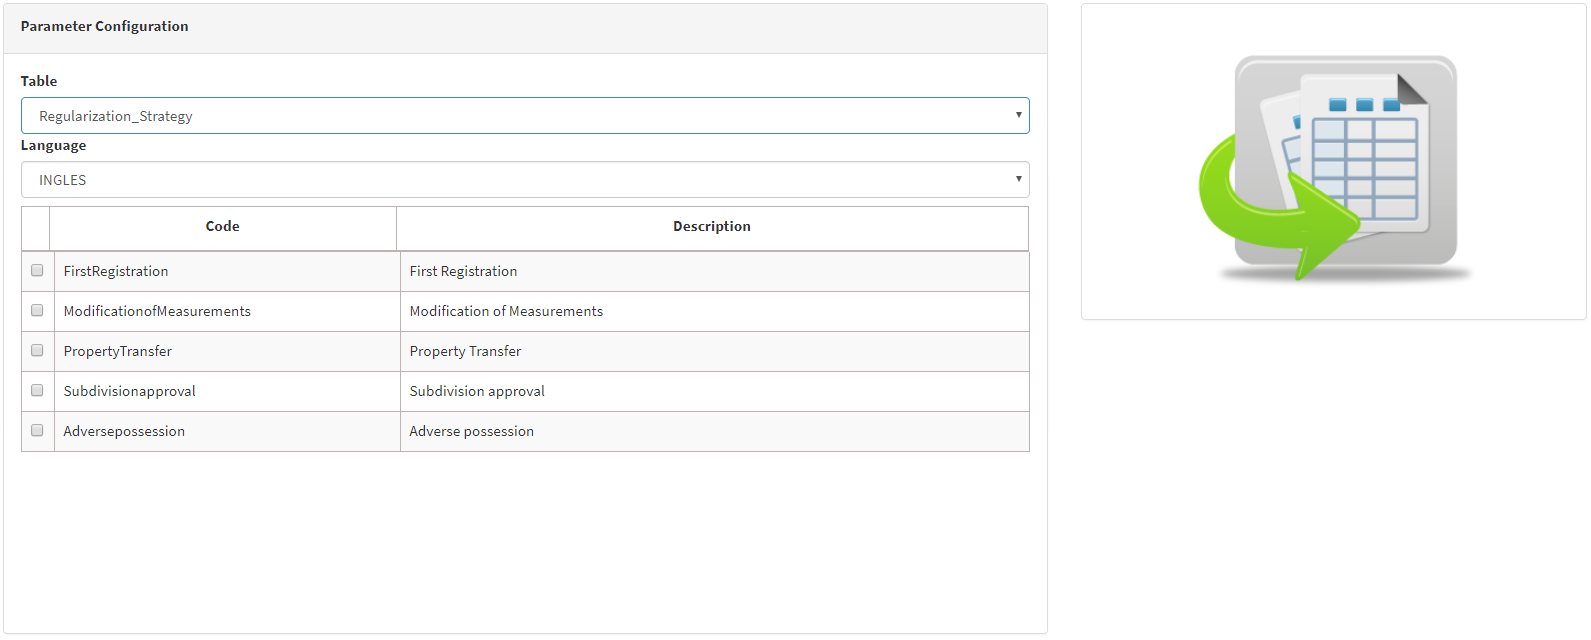 Parameter Configuration
Table
Regularization_Strategy
Language
INGLES
Code Description
FirstRegistration First Registration
ModificationofMeasurements Modification of Measurements
PropertyTransfer Property Transfer
Subdivisionapproval Subdivision approval
Adversepossession Adverse possession